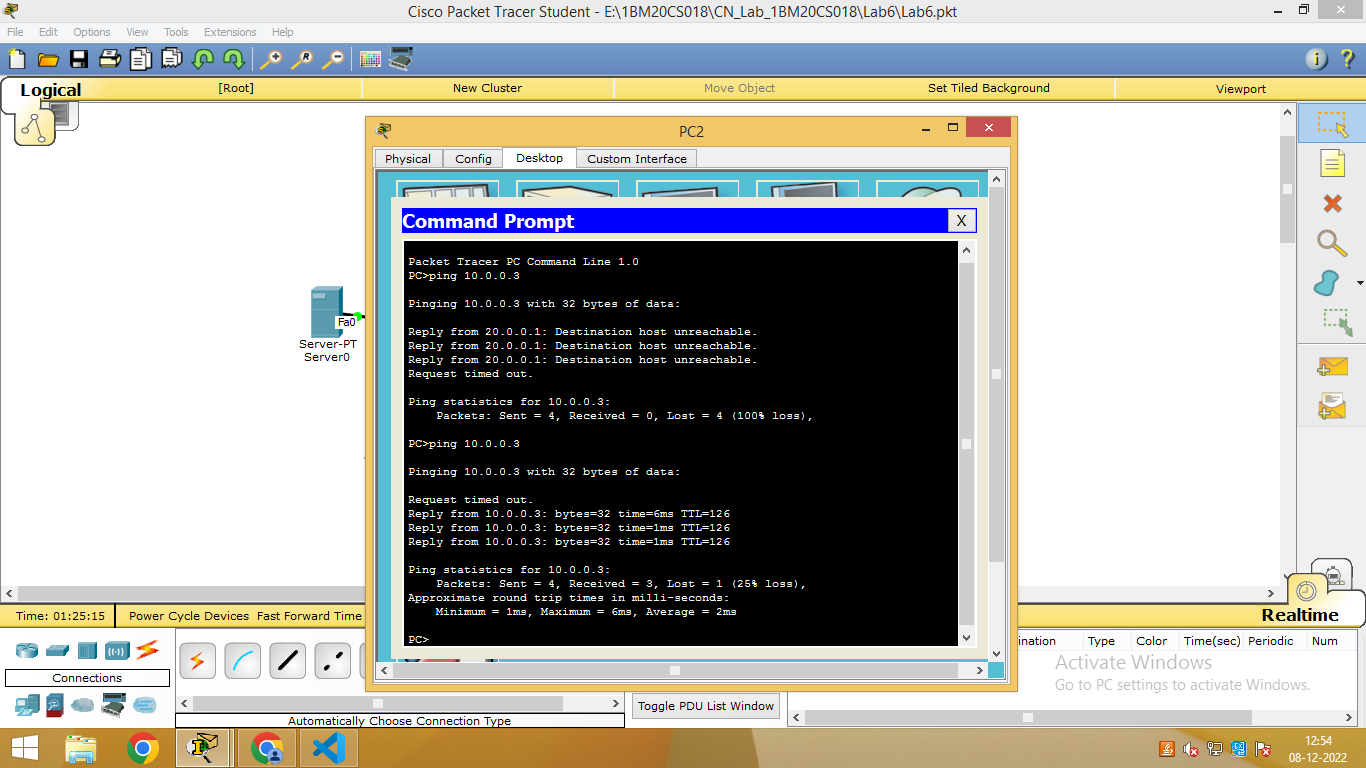 Cisco Packet Tracer Student - E:\1BM20CS018\CN_Lab_1BM20CS018\Lab6\Lab6.pkt
File Edit Options View Tools Extensions Help
Logical [Root] New Cluster Move Object Set Tiled Background Viewport
PC2
Physical Config Desktop Custom Interface
Command Prompt X
Packet Tracer PC Command Line 1.0
PC>ping 10.0.0.3
Pinging 10.0.0.3 with 32 bytes of data:
Reply from 20.0.0.1: Destination host unreachable.
Reply from 20.0.0.1: Destination host unreachable.
Reply from 20.0.0.1: Destination host unreachable.
Request timed out.
Ping statistics for 10.0.0.3:
Packets: Sent = 4, Received = 0, Lost = 4 (100% loss),
PC>ping 10.0.0.3
Pinging 10.0.0.3 with 32 bytes of data:
Request timed out.
Reply from 10.0.0.3: bytes=32 time=6ms TTL=126
Reply from 10.0.0.3: bytes=32 time=1ms TTL=126
Reply from 10.0.0.3: bytes=32 time=1ms TTL=126
Ping statistics for 10.0.0.3:
Packets: Sent = 4, Received = 3, Lost = 1 (25% loss),
Approximate round trip times in milli-seconds:
Minimum = 1ms, Maximum = 6ms, Average = 2ms
PC>
Fa0
Server-PT
Server0
Time: 01:25:15 Power Cycle Devices Fast Forward Time
Realtime
Connections
Automatically Choose Connection Type
Toggle PDU List Window
ination Type Color Time(sec) Periodic Num
Activate Windows
Go to PC settings to activate Windows.
12:54
08-12-2022